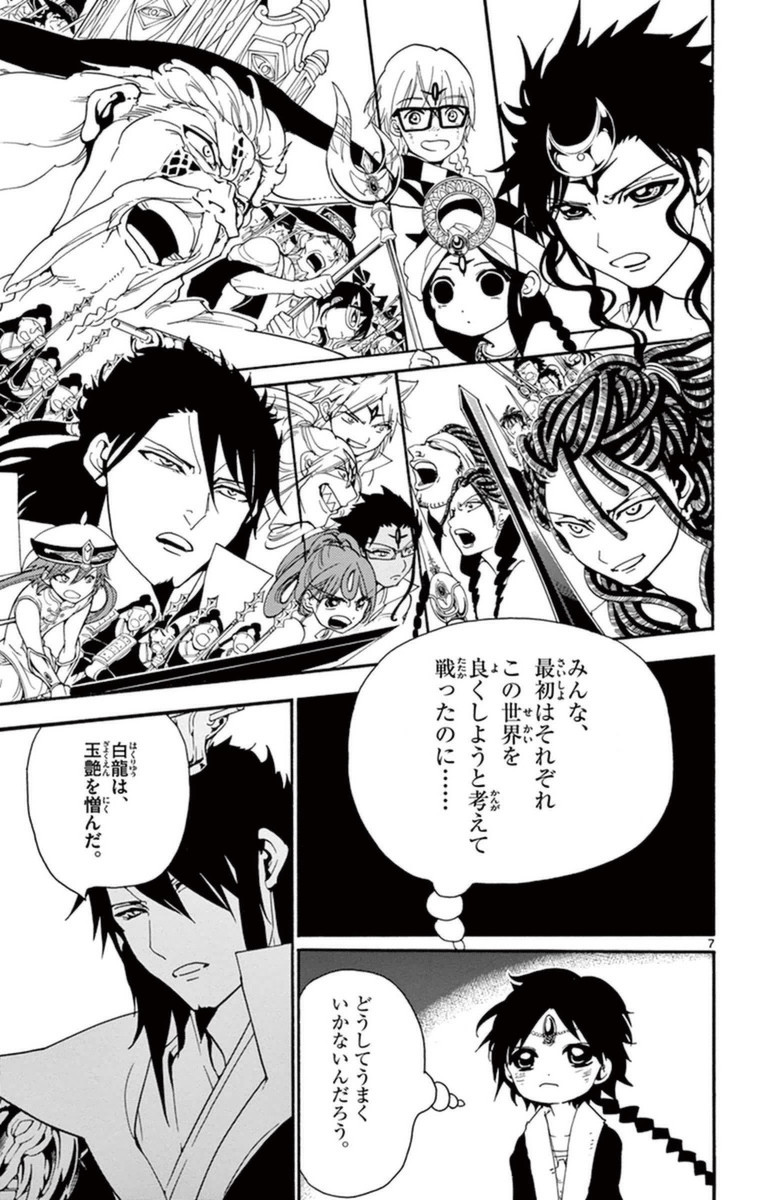 みんな、
最初はそれぞれ
この世界を
良くしようと考えて
戦ったのに……
7
どうしてうまく
いかないんだろう。
白龍は、
玉艶を憎んだ。